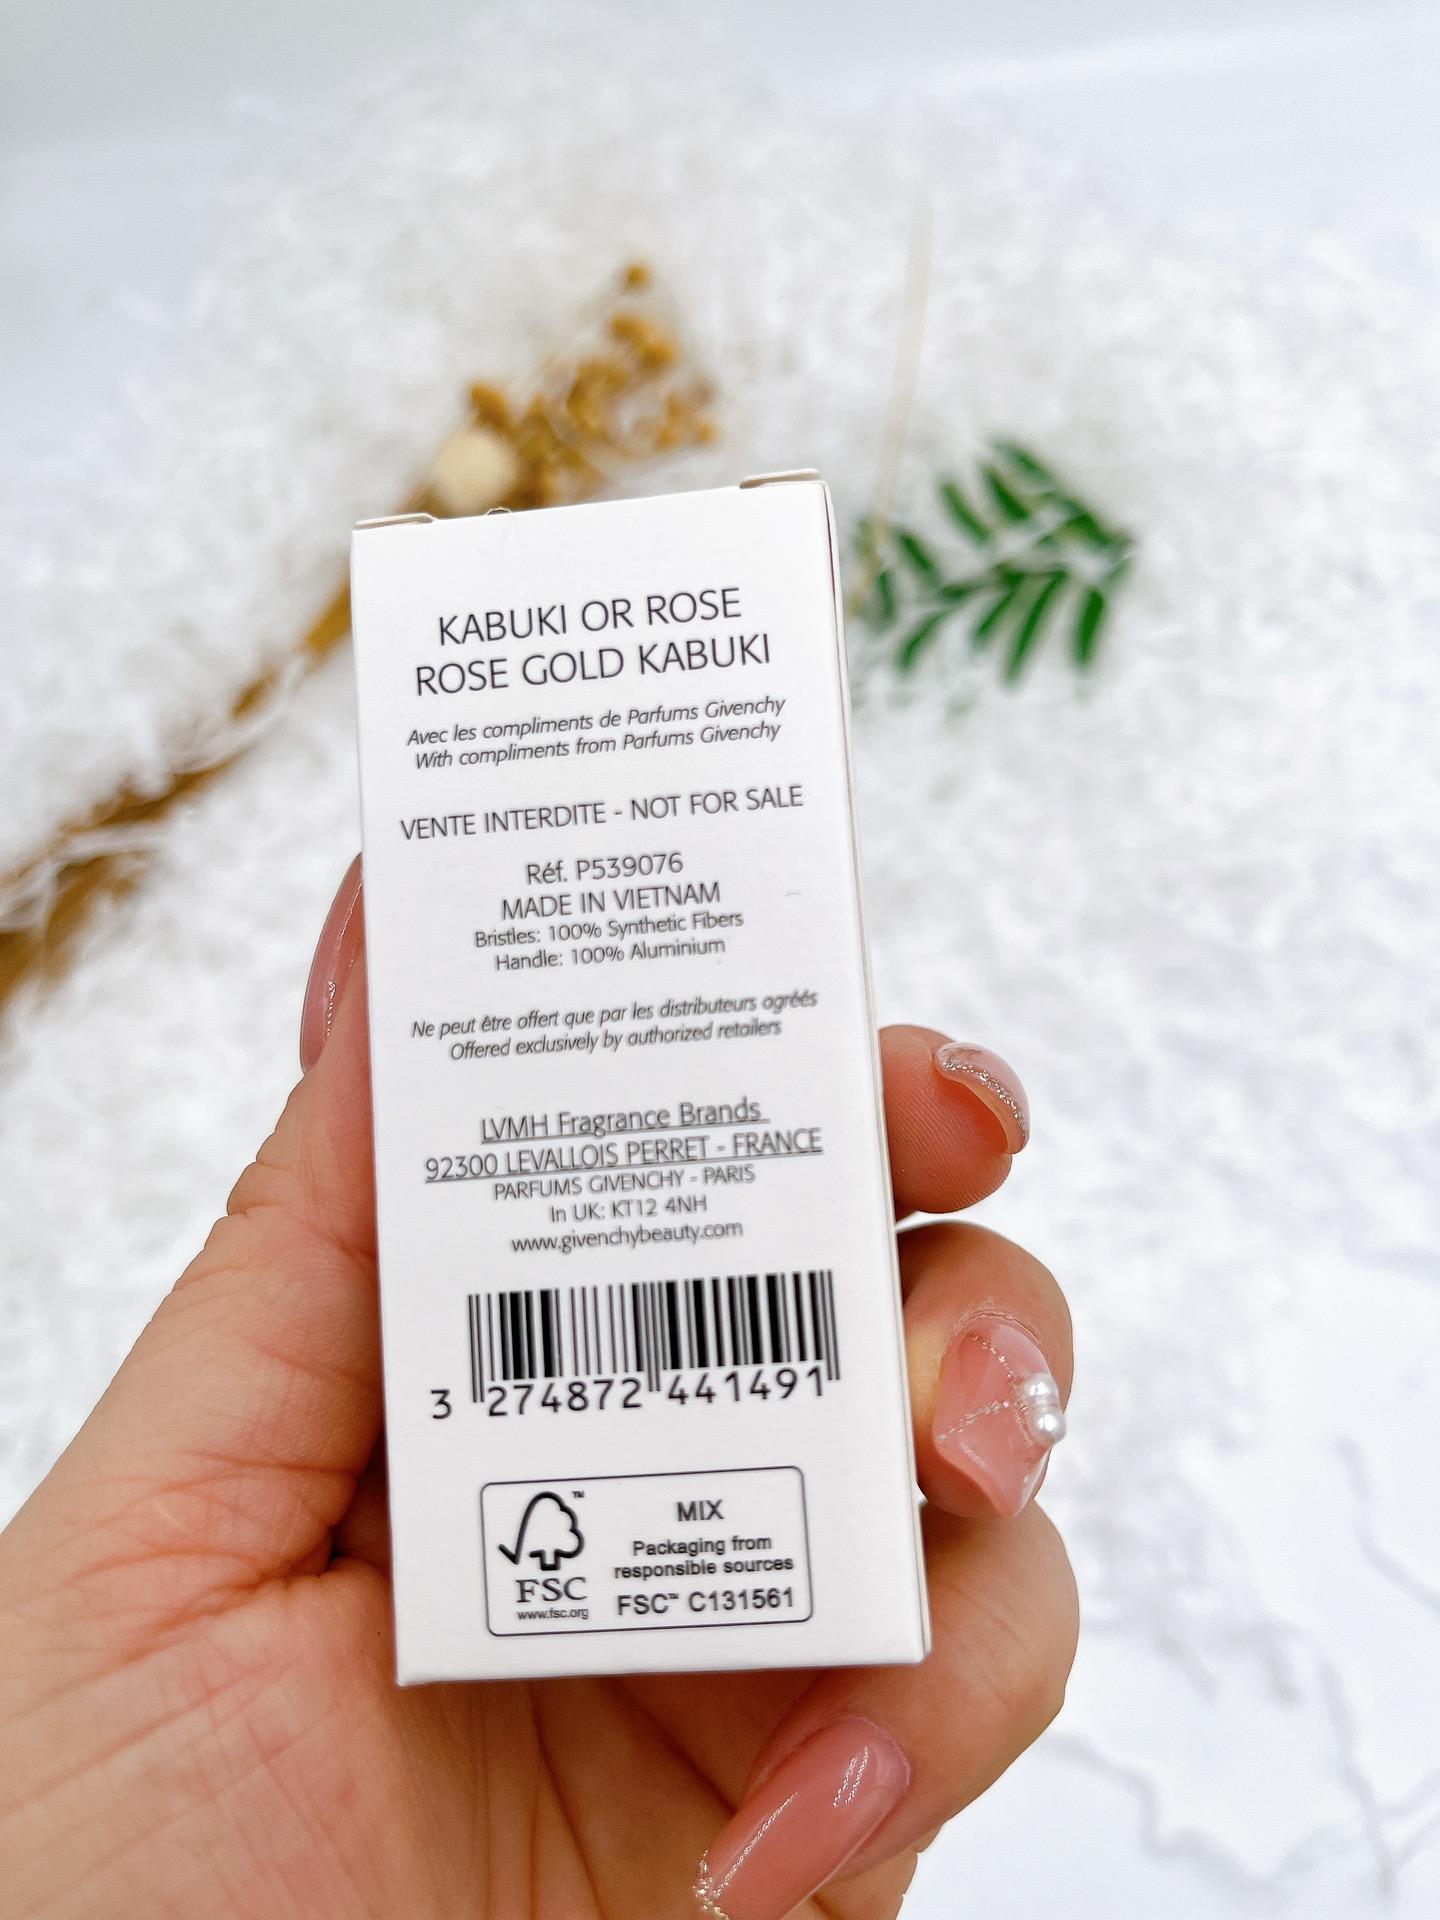 KABUKI OR ROSE
ROSE GOLD KABUKI
Avec les compliments de Parfums Givenchy
With compliments from Parfums Givenchy
VENTE INTERDITE - NOT FOR SALE
Réf. P539076
MADE IN VIETNAM
Bristles: 100% Synthetic Fibers
Handle: 100% Aluminium
Ne peut être offert que par les distributeurs agréés
Offered exclusively by authorized retailers
LVMH Fragrance Brands
92300 LEVALLOIS PERRET - FRANCE
PARFUMS GIVENCHY - PARIS
In UK: KT12 4NH
www.givenchybeauty.com
3 274872 441491
FSC
www.fsc.org
MIX
Packaging from
responsible sources
FSC™ C131561